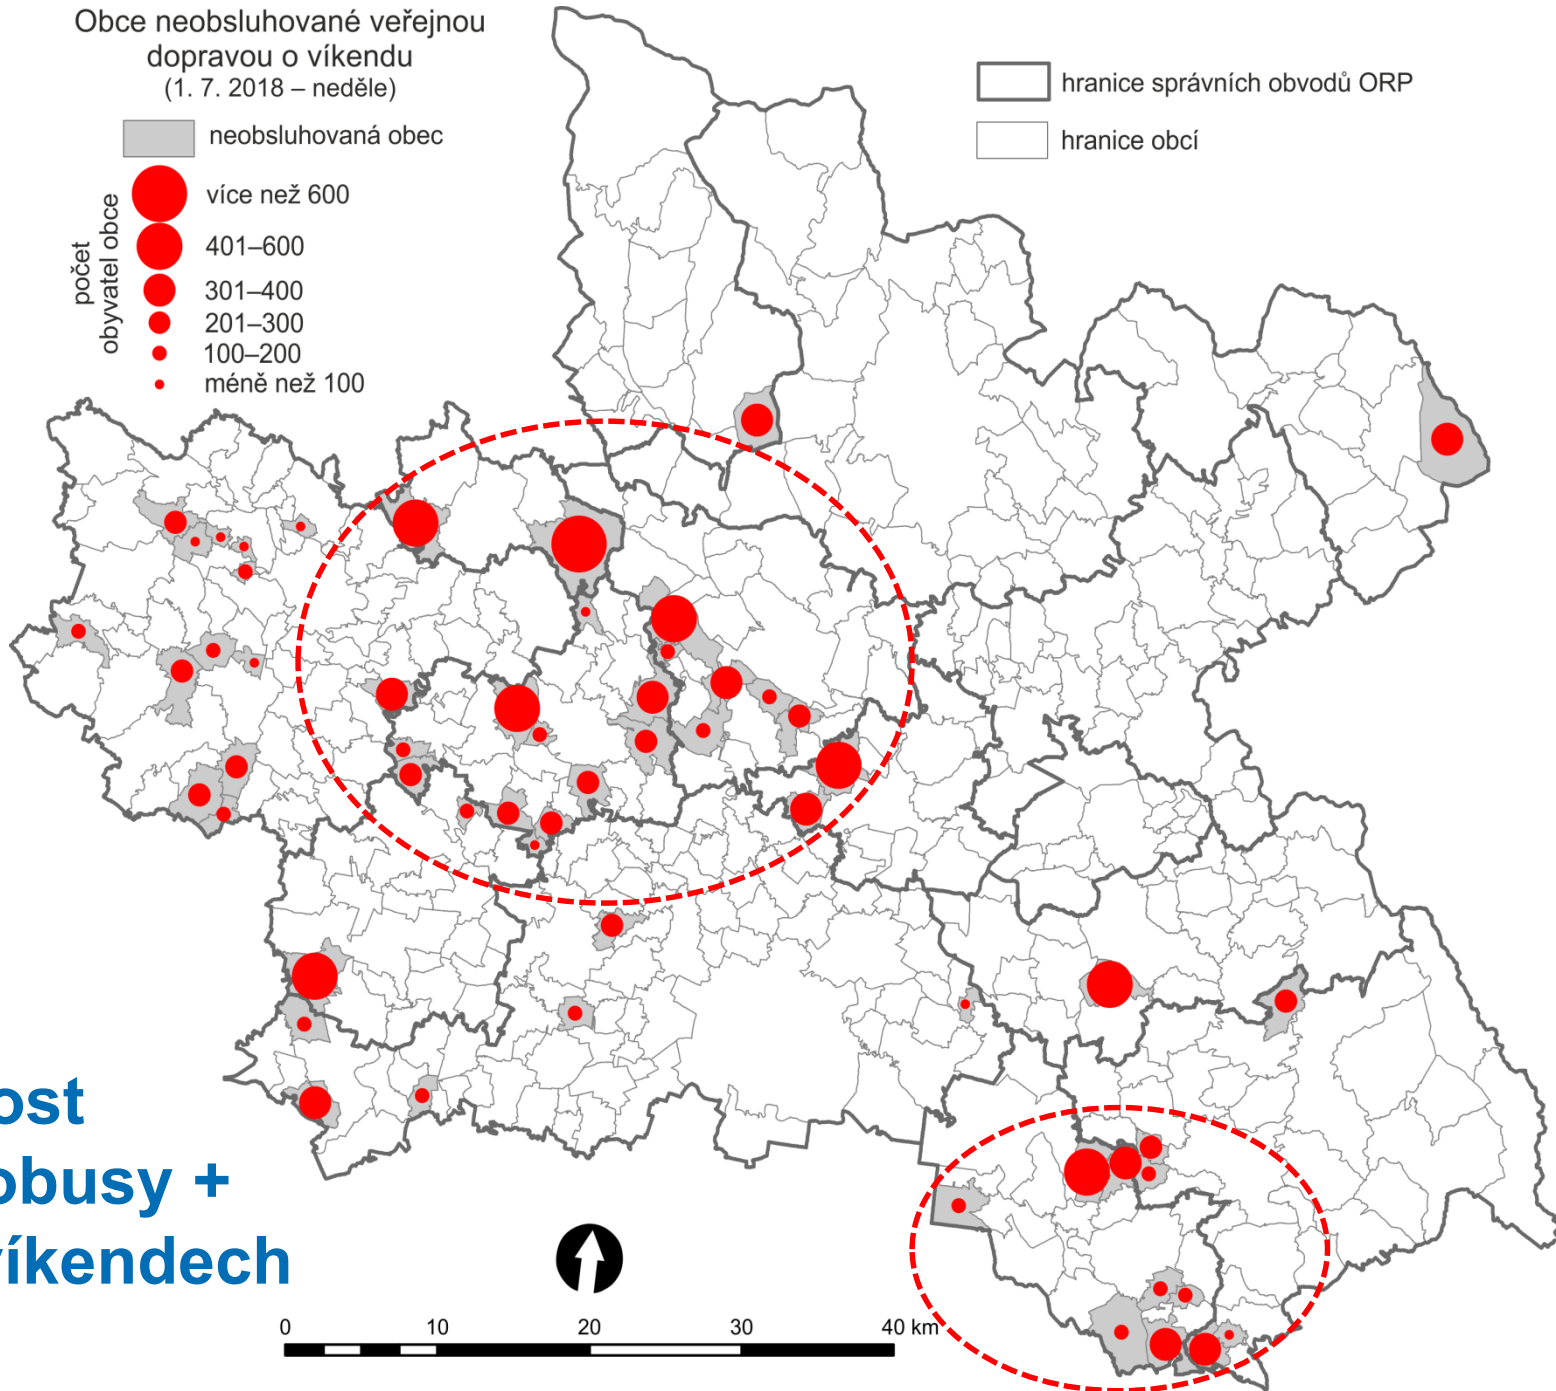 Obce neobsluhované veřejnou
dopravou o víkendu
(1. 7. 2018 – neděle)
neobsluhovaná obec
počet
obyvatel obce
více než 600
401–600
301–400
201–300
100–200
méně než 100
hranice správních obvodů ORP
hranice obcí
ost
obusy +
víkendech
0 10 20 30 40 km